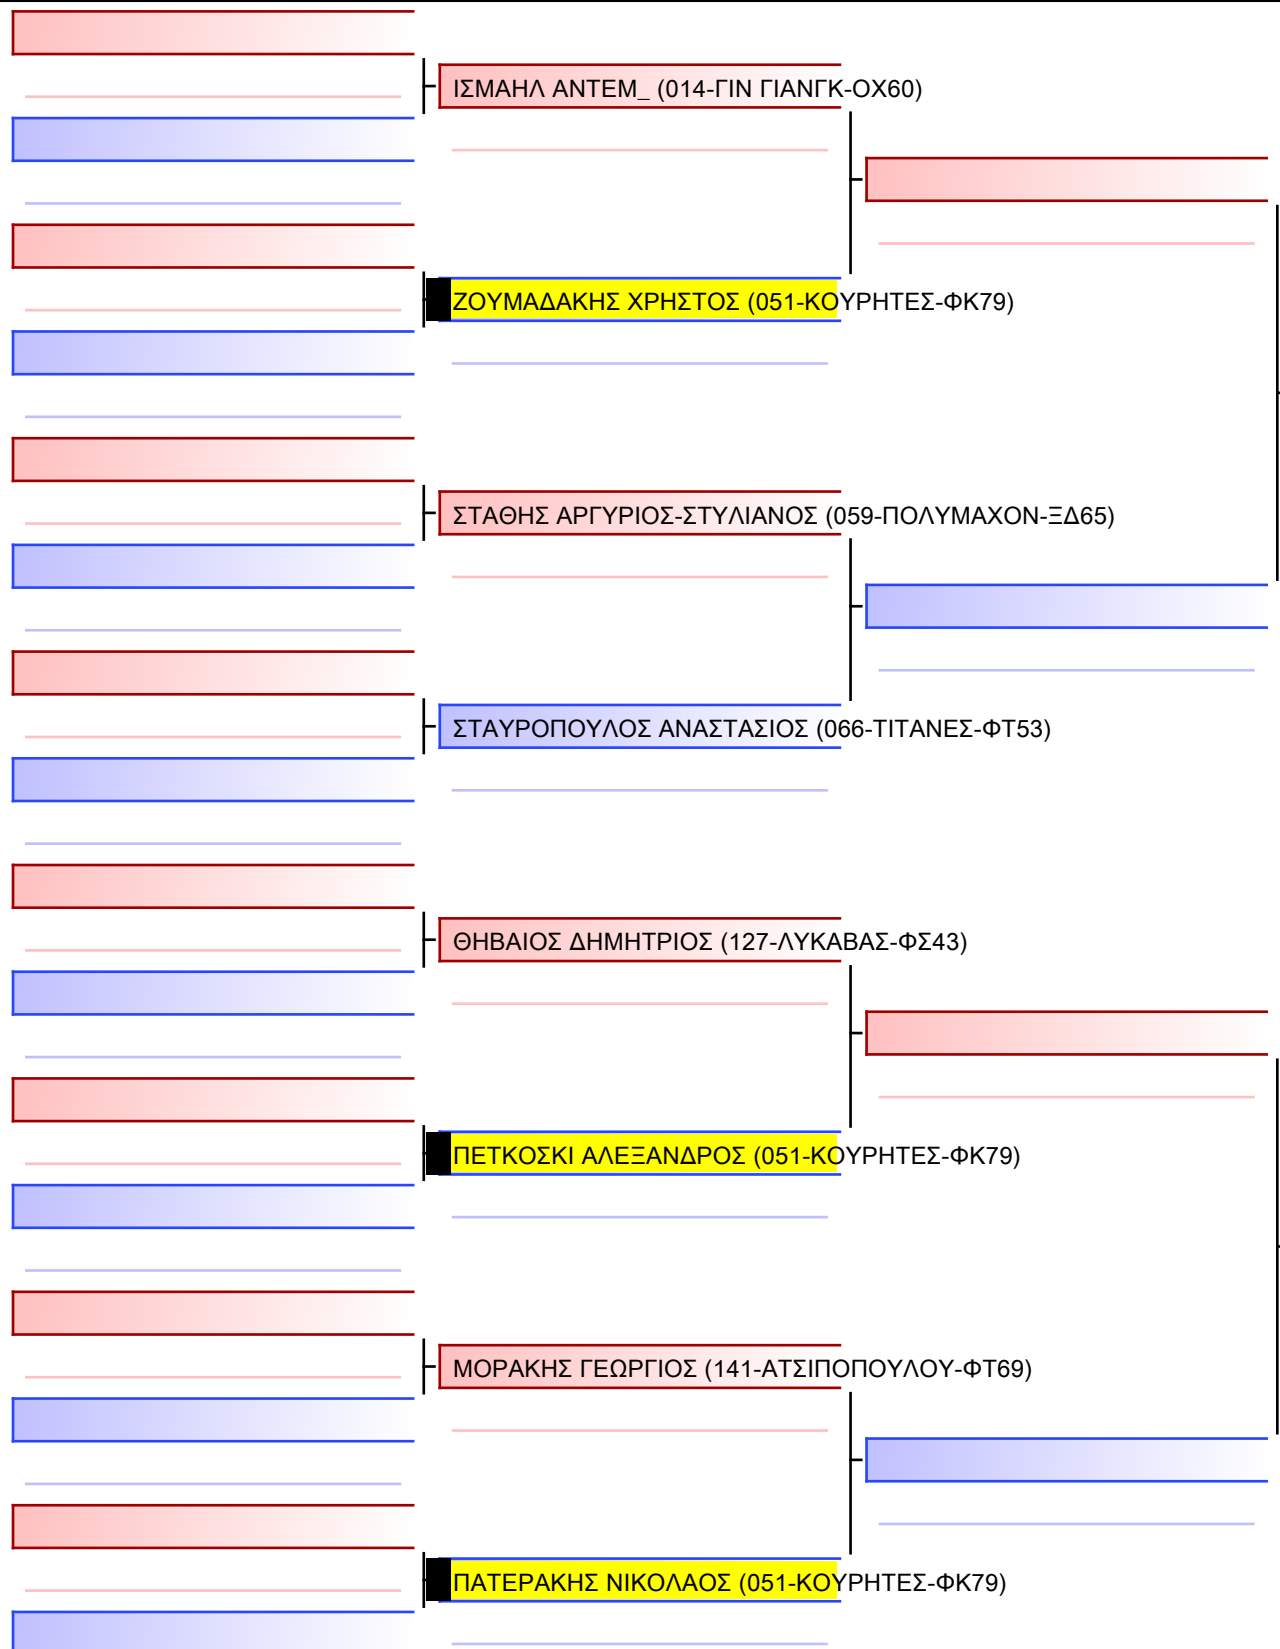 ΙΣΜΑΗΛ ΑΝΤΕΜ_ (014-ΓΙΝ ΓΙΑΝΓΚ-ΟΧ60)
ΖΟΥΜΑΔΑΚΗΣ ΧΡΗΣΤΟΣ (051-ΚΟΥΡΗΤΕΣ-ΦΚ79)
ΣΤΑΘΗΣ ΑΡΓΥΡΙΟΣ-ΣΤΥΛΙΑΝΟΣ (059-ΠΟΛΥΜΑΧΟΝ-ΞΔ65)
ΣΤΑΥΡΟΠΟΥΛΟΣ ΑΝΑΣΤΑΣΙΟΣ (066-ΤΙΤΑΝΕΣ-ΦΤ53)
ΘΗΒΑΙΟΣ ΔΗΜΗΤΡΙΟΣ (127-ΛΥΚΑΒΑΣ-ΦΣ43)
ΠΕΤΚΟΣΚΙ ΑΛΕΞΑΝΔΡΟΣ (051-ΚΟΥΡΗΤΕΣ-ΦΚ79)
ΜΟΡΑΚΗΣ ΓΕΩΡΓΙΟΣ (141-ΑΤΣΙΠΟΠΟΥΛΟΥ-ΦΤ69)
ΠΑΤΕΡΑΚΗΣ ΝΙΚΟΛΑΟΣ (051-ΚΟΥΡΗΤΕΣ-ΦΚ79)